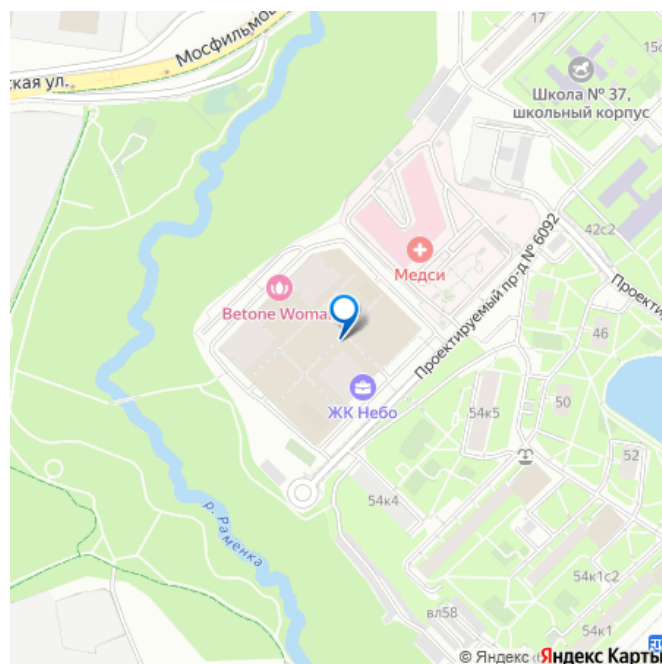 Мосфильмов
ская ул.
15с
Школа № 37,
школьный корпус
42с2
Медси
Проектируемый пр-д № 6092
Проектир
Betone Woma
46
ЖК Небо
50
54к5
52
54к4
р. Раменка
54к1с2
вл58
54к1
© Яндекс
Яндекс Карты